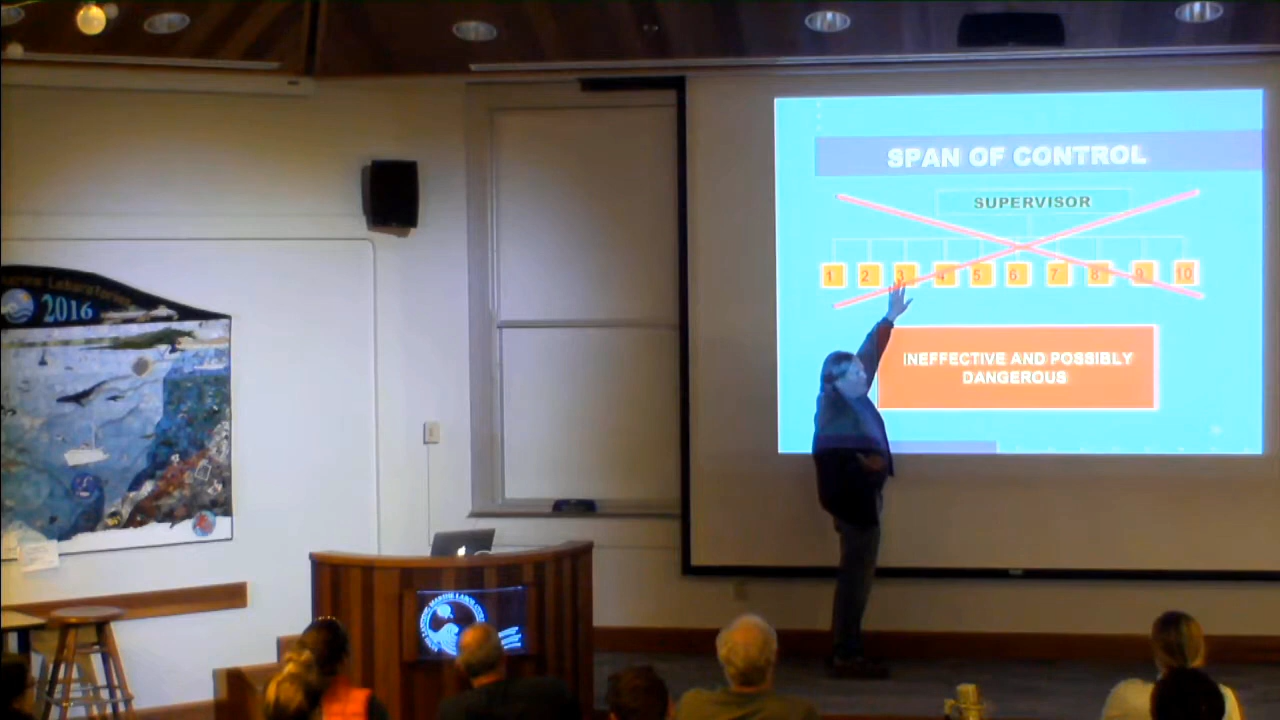 SPAN OF CONTROL
SUPERVISOR
1 2 3 4 5 6 7 8 9 10
INEFFECTIVE AND POSSIBLY
DANGEROUS
Laboratories
2016